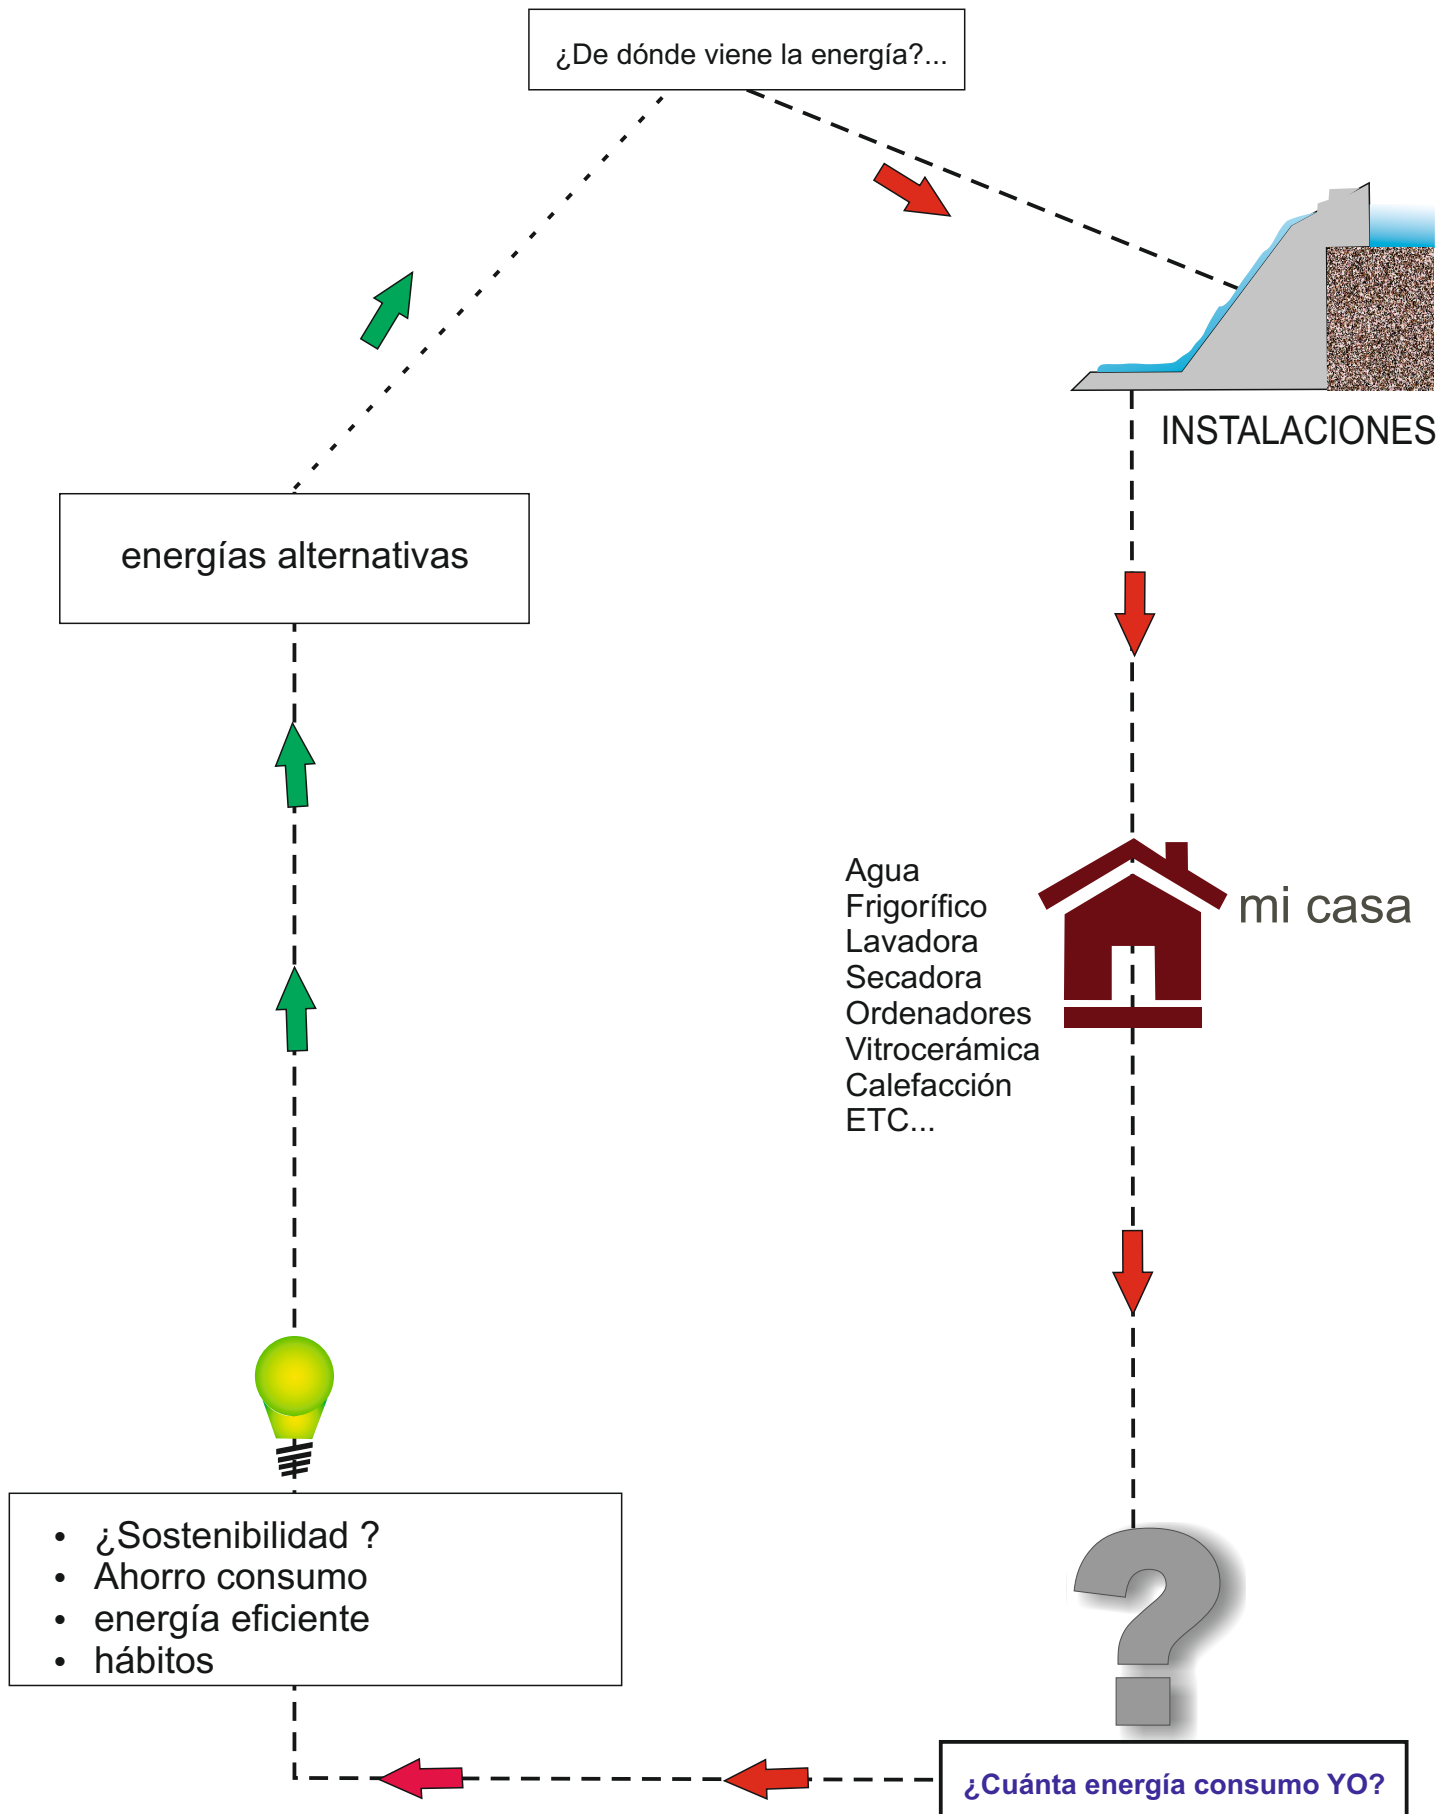 ¿De dónde viene la energía?...
INSTALACIONES
energías alternativas
Agua
Frigorífico
Lavadora
Secadora
Ordenadores
Vitrocerámica
Calefacción
ETC...
mi casa
• ¿Sostenibilidad ?
• Ahorro consumo
• energía eficiente
• hábitos
¿Cuánta energía consumo YO?